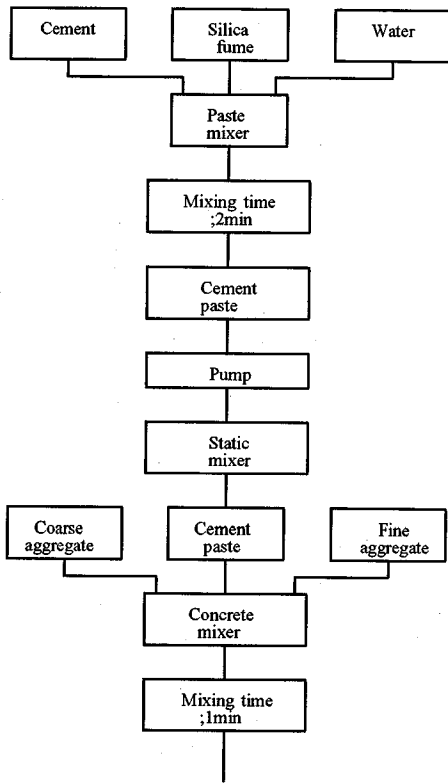 Cement
Silica
fume
Water
Paste
mixer
Mixing time
;2min
Cement
paste
Pump
Static
mixer
Coarse
aggregate
Cement
paste
Fine
aggregate
Concrete
mixer
Mixing time
;1min